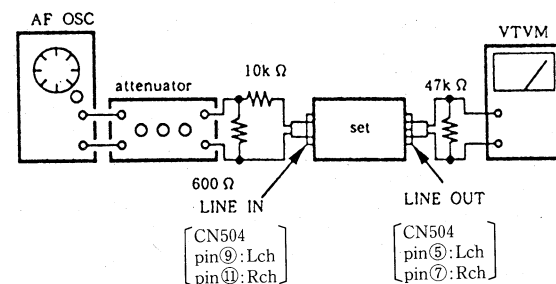 AF OSC
VTVM
attenuator
10k Ω
47k Ω
set
600 Ω
LINE IN
LINE OUT
CN504
pin⑨:Lch
pin⑪:Rch
CN504
pin⑤:Lch
pin⑦:Rch